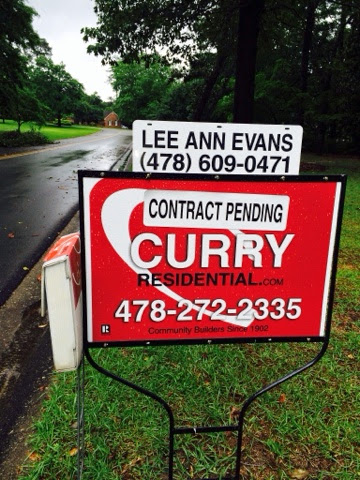 LEE ANN EVANS
(478) 609-0471
CONTRACT PENDING
CURRY
RESIDENTIAL.COM
478-272-2335
Community Builders Since 1902